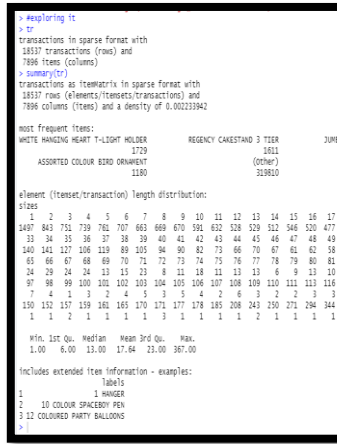 > #exploring it
> tr
transactions in sparse format with
18537 transactions (rows) and
7896 items (columns)
> summary(tr)
transactions as itemMatrix in sparse format with
18537 rows (elements/itemsets/transactions) and
7896 columns (items) and a density of 0.002233942
most frequent items:
WHITE HANGING HEART T-LIGHT HOLDER REGENCY CAKESTAND 3 TIER JUMB
1729 1611
ASSORTED COLOUR BIRD ORNAMENT (Other)
1180 319810
element (itemset/transaction) length distribution:
sizes
1 2 3 4 5 6 7 8 9 10 11 12 13 14 15 16 17
1497 843 751 739 761 707 663 669 670 591 632 528 529 512 546 520 477
33 34 35 36 37 38 39 40 41 42 43 44 45 46 47 48 49
140 141 127 106 119 89 105 94 90 82 73 66 70 67 61 62 58
65 66 67 68 69 70 71 72 73 74 75 76 77 78 79 80 81
24 29 29 24 13 15 23 8 11 18 11 13 13 6 9 13 10
97 98 99 100 101 102 103 104 105 106 107 108 109 110 111 113 116
7 4 1 3 2 4 5 3 5 4 2 6 3 2 2 3 3
150 152 157 159 161 165 170 171 177 178 185 208 243 250 271 294 344
1 1 2 1 1 1 1 3 1 1 1 1 2 1 1 1
Min. 1st Qu. Median Mean 3rd Qu. Max.
1.00 6.00 13.00 17.64 23.00 367.00
includes extended item information - examples:
labels
1 1 HANGER
2 10 COLOUR SPACEBOY PEN
3 12 COLOURED PARTY BALLOONS
>